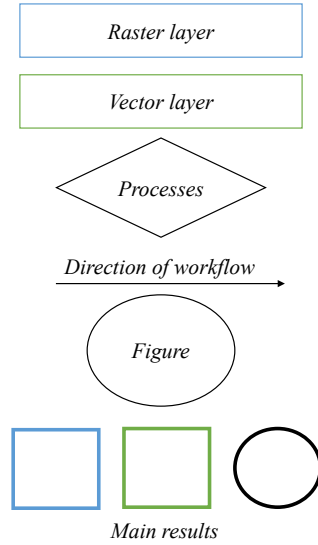 Raster layer
Vector layer
Processes
Direction of workflow
Figure
Main results